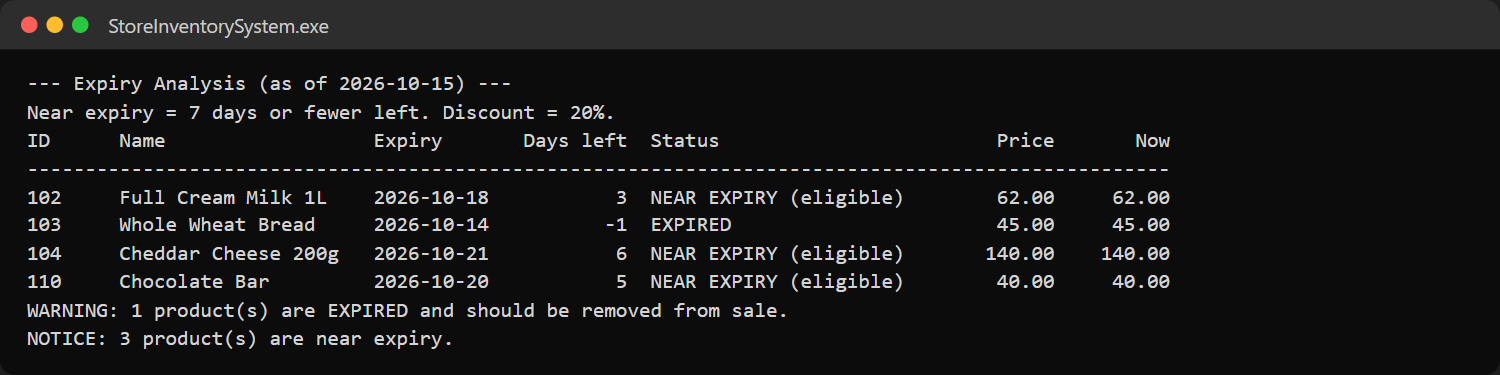 StoreInventorySystem.exe
--- Expiry Analysis (as of 2026-10-15) ---
Near expiry = 7 days or fewer left. Discount = 20%.
ID      Name                  Expiry       Days left  Status                        Price       Now
---------------------------------------------------------------------------------------------------
102     Full Cream Milk 1L    2026-10-18           3  NEAR EXPIRY (eligible)        62.00     62.00
103     Whole Wheat Bread     2026-10-14          -1  EXPIRED                       45.00     45.00
104     Cheddar Cheese 200g   2026-10-21           6  NEAR EXPIRY (eligible)       140.00    140.00
110     Chocolate Bar         2026-10-20           5  NEAR EXPIRY (eligible)        40.00     40.00
WARNING: 1 product(s) are EXPIRED and should be removed from sale.
NOTICE: 3 product(s) are near expiry.